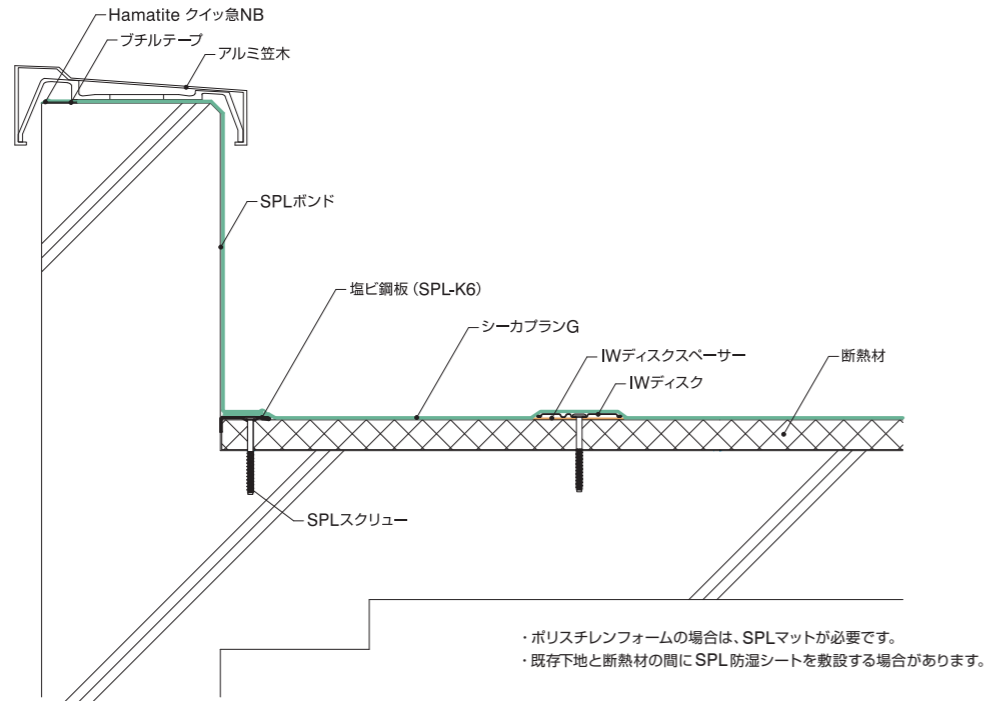 Hamatite クイッ急NB
ブチルテープ
アルミ笠木
SPLボンド
塩ビ鋼板（SPL-K6）
シーカプランG
IWディスクスペーサー
IWディスク
断熱材
SPLスクリュー
・ポリスチレンフォームの場合は、SPLマットが必要です。
・既存下地と断熱材の間にSPL防湿シートを敷設する場合があります。